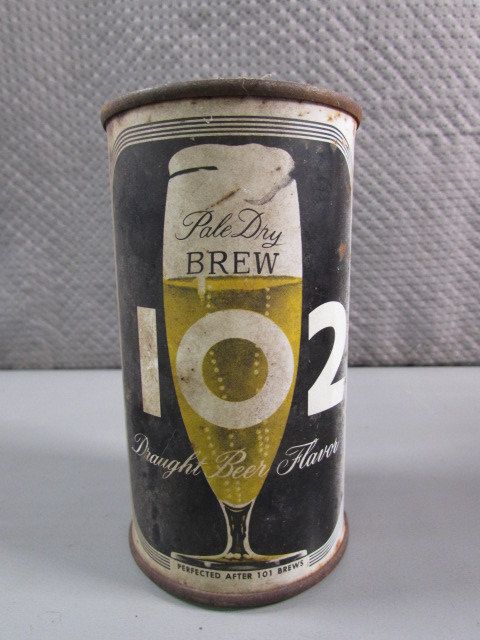 Pale Dry
BREW
102
Draught Beer Flavor
PERFECTED AFTER 101 BREWS